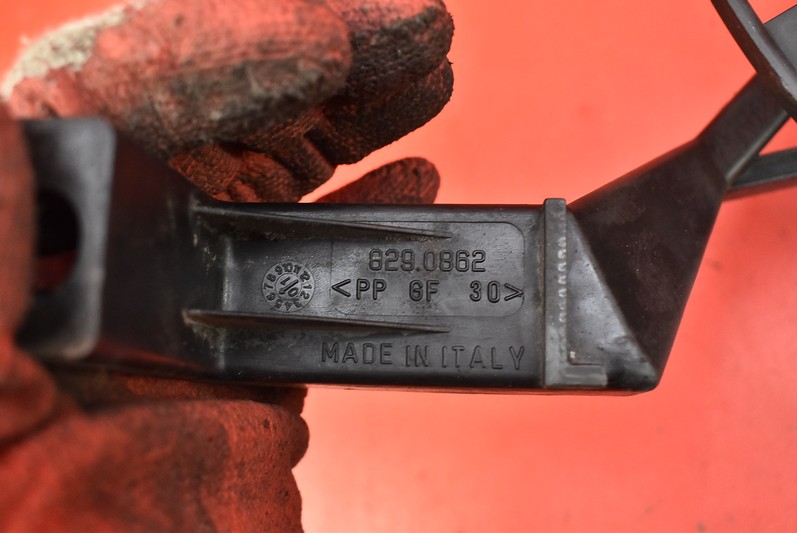 829.0862
<PP GF 30>
MADE IN ITALY